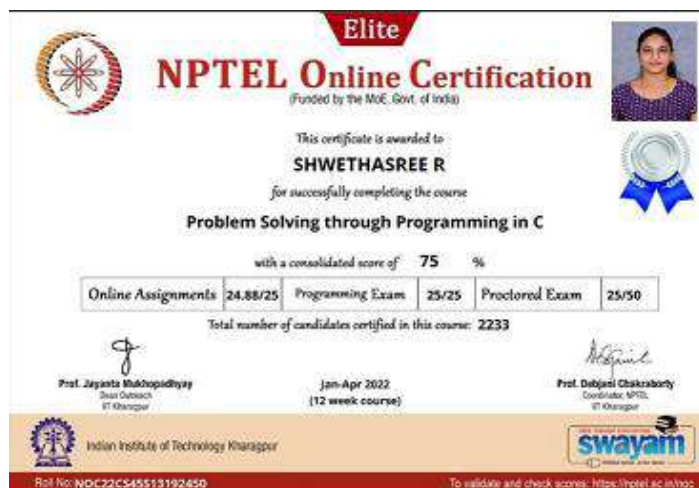 Elite
NPTEL Online Certification
(Funded by the MoE, Govt. of India)
This certificate is awarded to
SHWETHASREE R
for successfully completing the course
Problem Solving through Programming in C
with a consolidated score of 75 %
Online Assignments 24.88/25 Programming Exam 25/25 Proctored Exam 25/50
Total number of candidates certified in this course: 2233
Prof. Jayanta Mukhopadhyay
Dean Outreach
IIT Kharagpur
Jan-Apr 2022
(12 week course)
Prof. Debjani Chakraborty
Coordinator, NPTEL
IIT Kharagpur
Indian Institute of Technology Kharagpur
swayam
Roll No: NOC22CS45S13192450
To validate and check scores: https://nptel.ac.in/noc